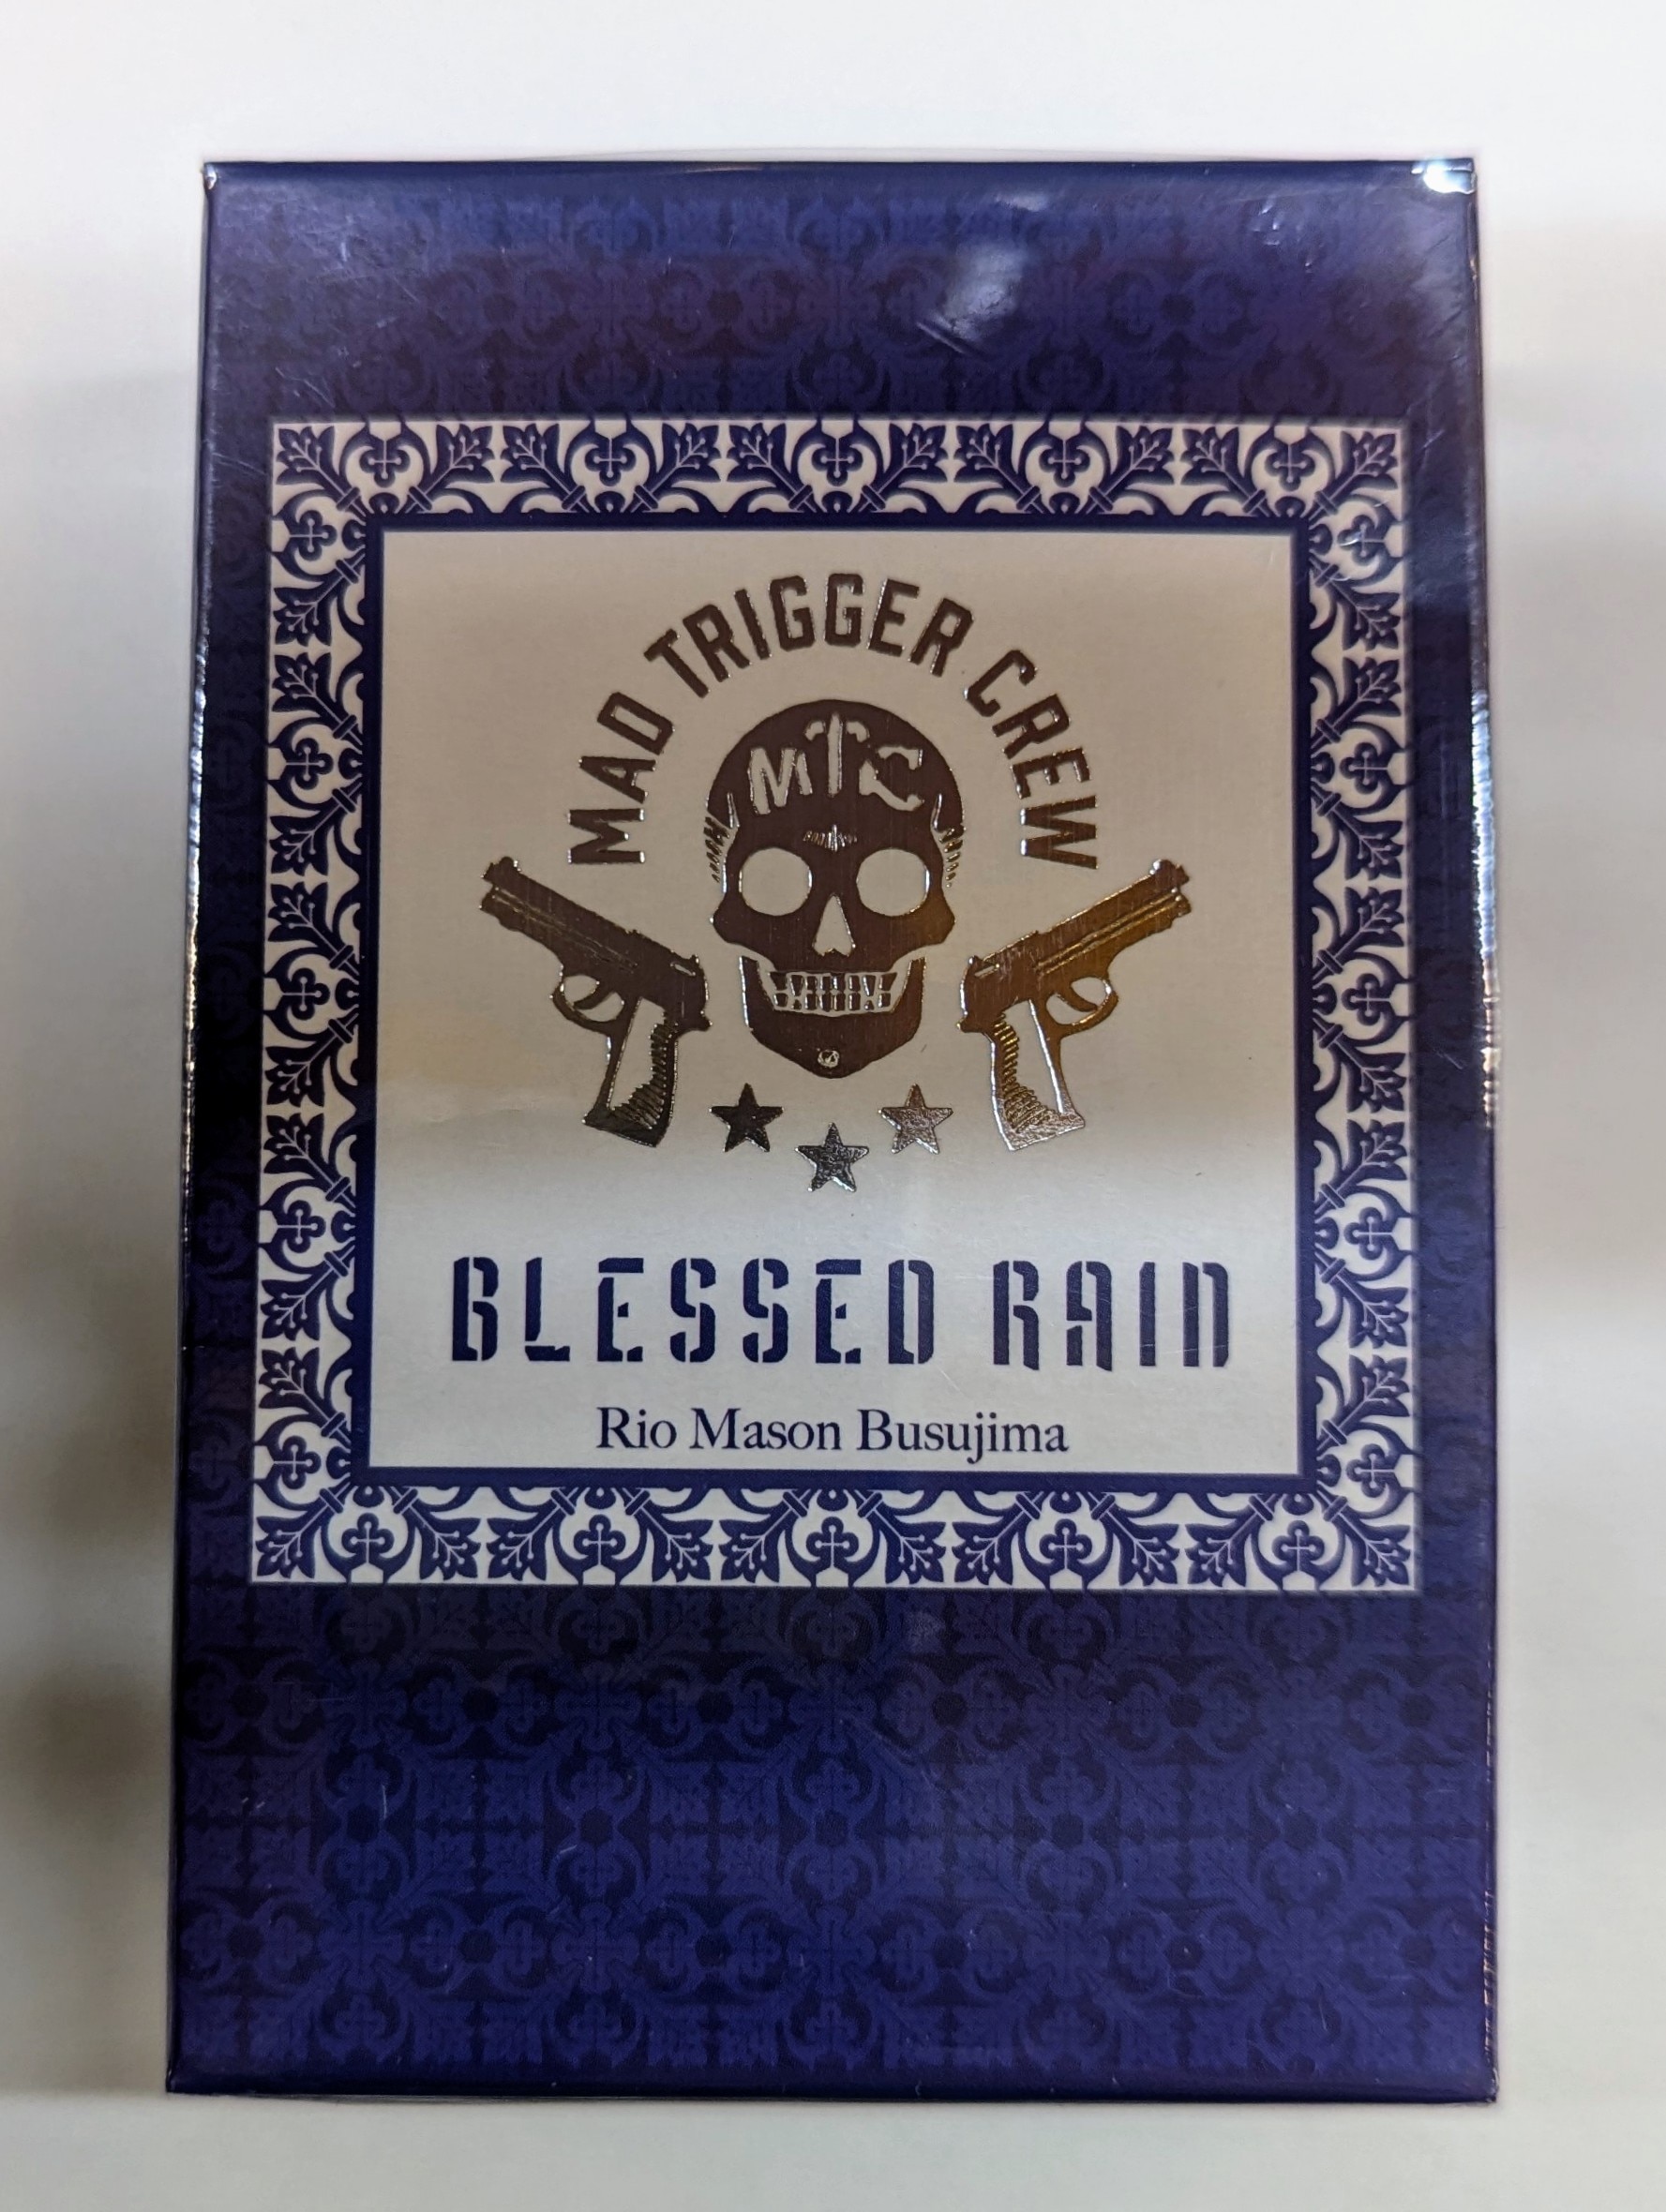 MAD TRIGGER CREW
MTC
BLESSED RAIN
Rio Mason Busujima